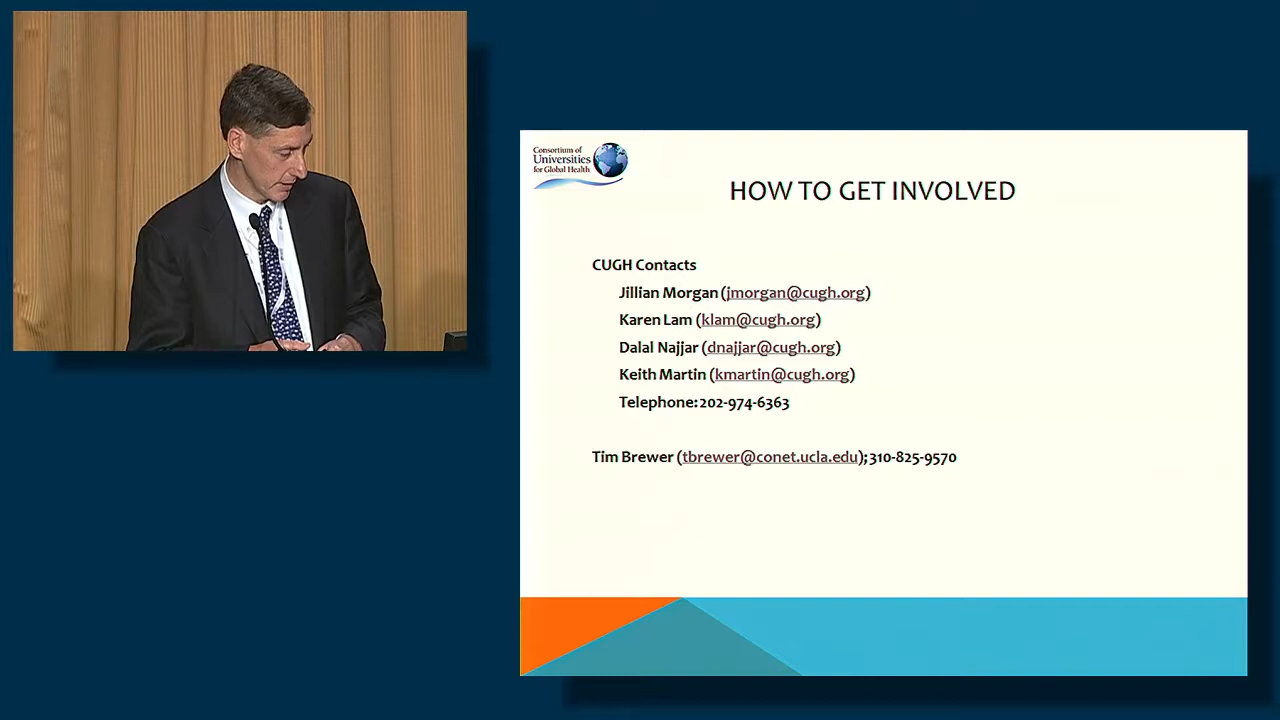 Consortium of
Universities
for Global Health
HOW TO GET INVOLVED
CUGH Contacts
Jillian Morgan (jmorgan@cugh.org)
Karen Lam (klam@cugh.org)
Dalal Najjar (dnajjar@cugh.org)
Keith Martin (kmartin@cugh.org)
Telephone: 202-974-6363
Tim Brewer (tbrewer@conet.ucla.edu); 310-825-9570